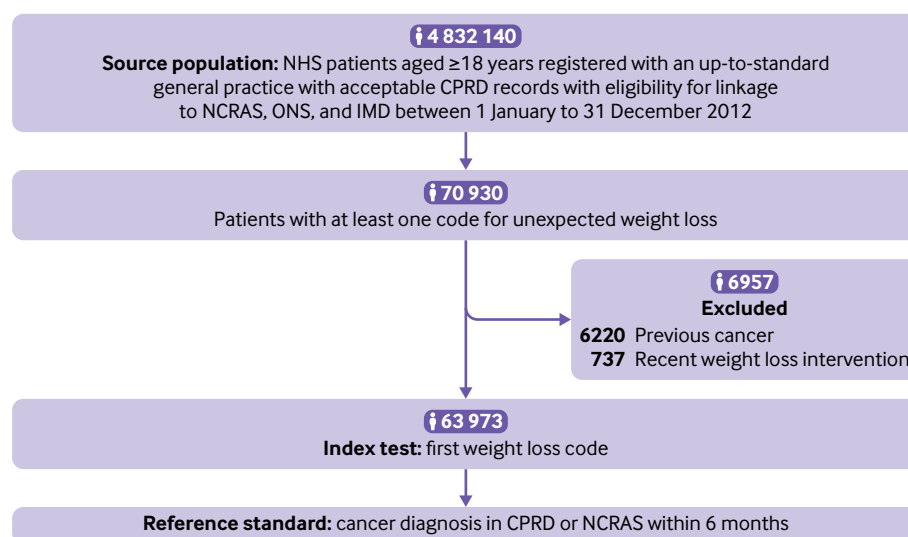 4 832 140
Source population: NHS patients aged ≥18 years registered with an up-to-standard
general practice with acceptable CPRD records with eligibility for linkage
to NCRAS, ONS, and IMD between 1 January to 31 December 2012
70 930
Patients with at least one code for unexpected weight loss
6957
Excluded
6220 Previous cancer
737 Recent weight loss intervention
63 973
Index test: first weight loss code
Reference standard: cancer diagnosis in CPRD or NCRAS within 6 months